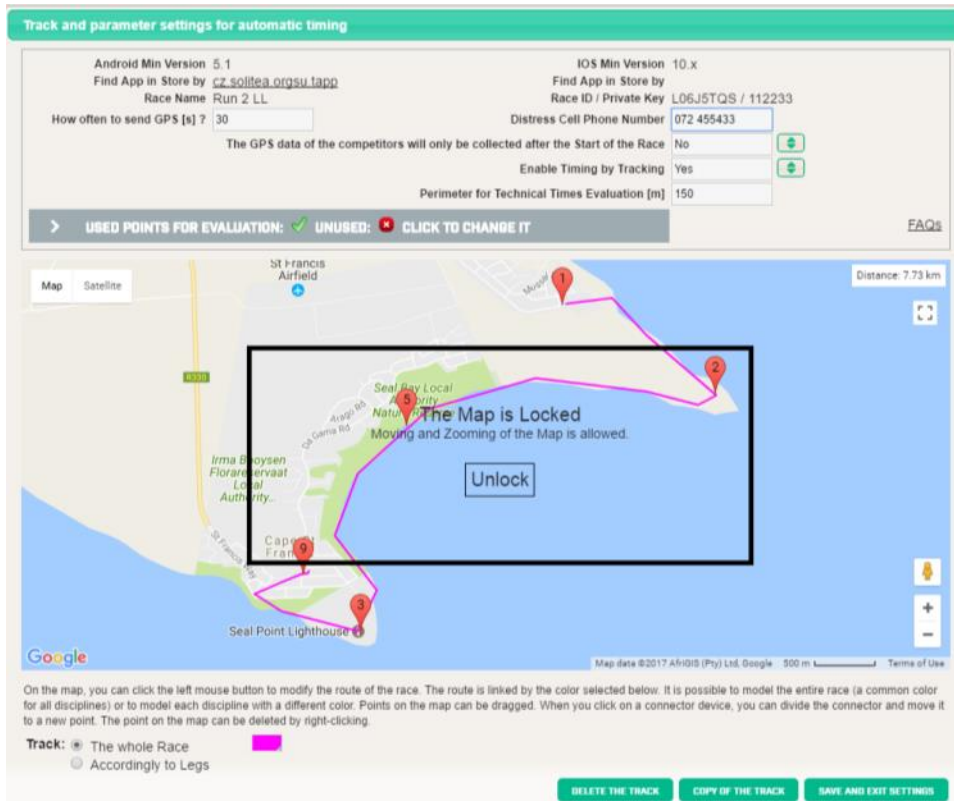 Track and parameter settings for automatic timing
Android Min Version 5.1
IOS Min Version 10.x
Find App in Store by cz.solitea.orgsu.tapp
Find App in Store by
Race Name Run 2 LL
Race ID / Private Key L06J5TQS / 112233
How often to send GPS [s] ? 30
Distress Cell Phone Number 072 455433
The GPS data of the competitors will only be collected after the Start of the Race No
Enable Timing by Tracking Yes
Perimeter for Technical Times Evaluation [m] 150
> USED POINTS FOR EVALUATION: UNUSED: CLICK TO CHANGE IT
FAQs
Map Satellite
St Francis
Airfield
1
Distance: 7.73 km
2
R330
Seal Bay Local
5
The Map is Locked
Moving and Zooming of the Map is allowed.
Da Gama Rd
Irma Booysen
Florareservaat
Local
Authority...
Unlock
St Francis Way
9
3
Seal Point Lighthouse
+
−
Google
Map data ©2017 AfriGIS (Pty) Ltd, Google 500 m Terms of Use
On the map, you can click the left mouse button to modify the route of the race. The route is linked by the color selected below. It is possible to model the entire race (a common color
for all disciplines) or to model each discipline with a different color. Points on the map can be dragged. When you click on a connector device, you can divide the connector and move it
to a new point. The point on the map can be deleted by right-clicking.
Track: The whole Race
Accordingly to Legs
DELETE THE TRACK COPY OF THE TRACK SAVE AND EXIT SETTINGS